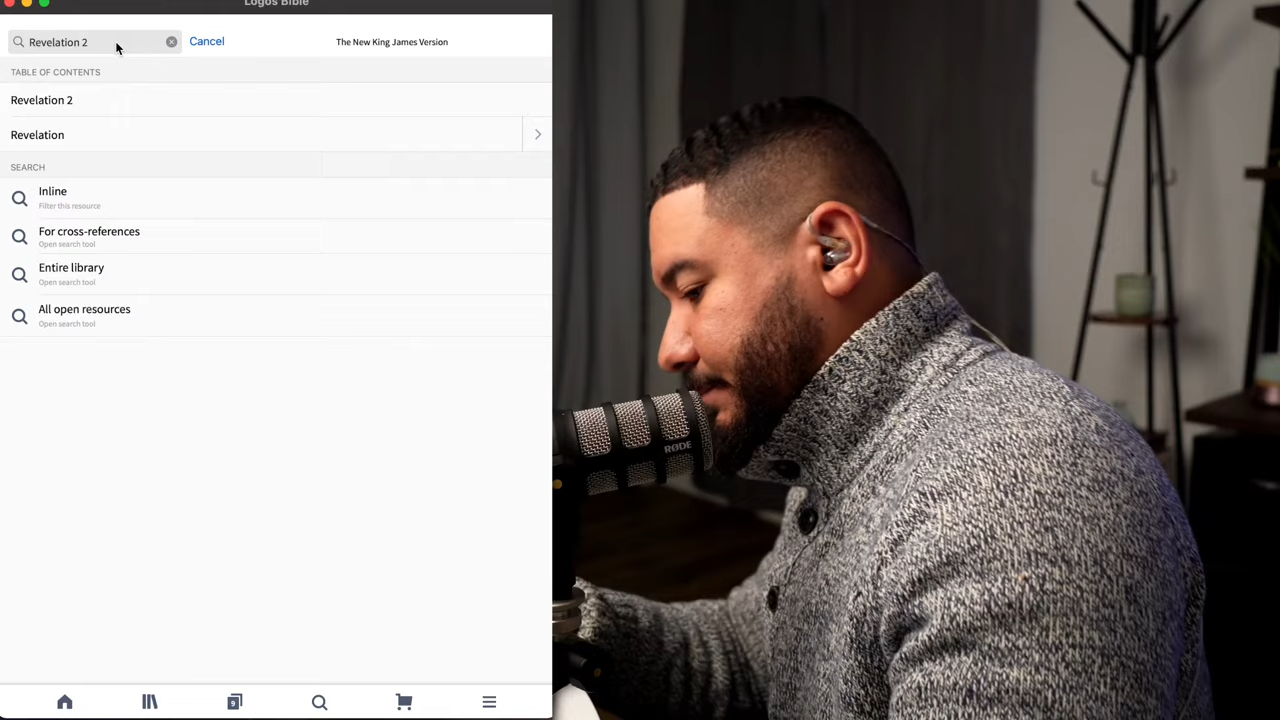 Logos Bible
Revelation 2
Cancel
The New King James Version
TABLE OF CONTENTS
Revelation 2
Revelation
SEARCH
Inline
Filter this resource
For cross-references
Open search tool
Entire library
Open search tool
All open resources
Open search tool
9
RØDE